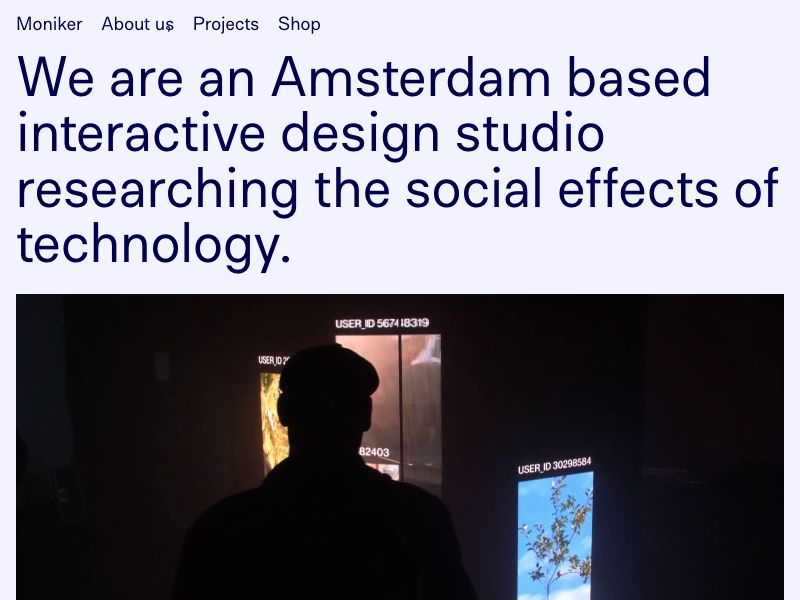 Moniker About us Projects Shop
We are an Amsterdam based
interactive design studio
researching the social effects of
technology.
USER_ID 56748319
USER_ID
82403
USER_ID 30298584